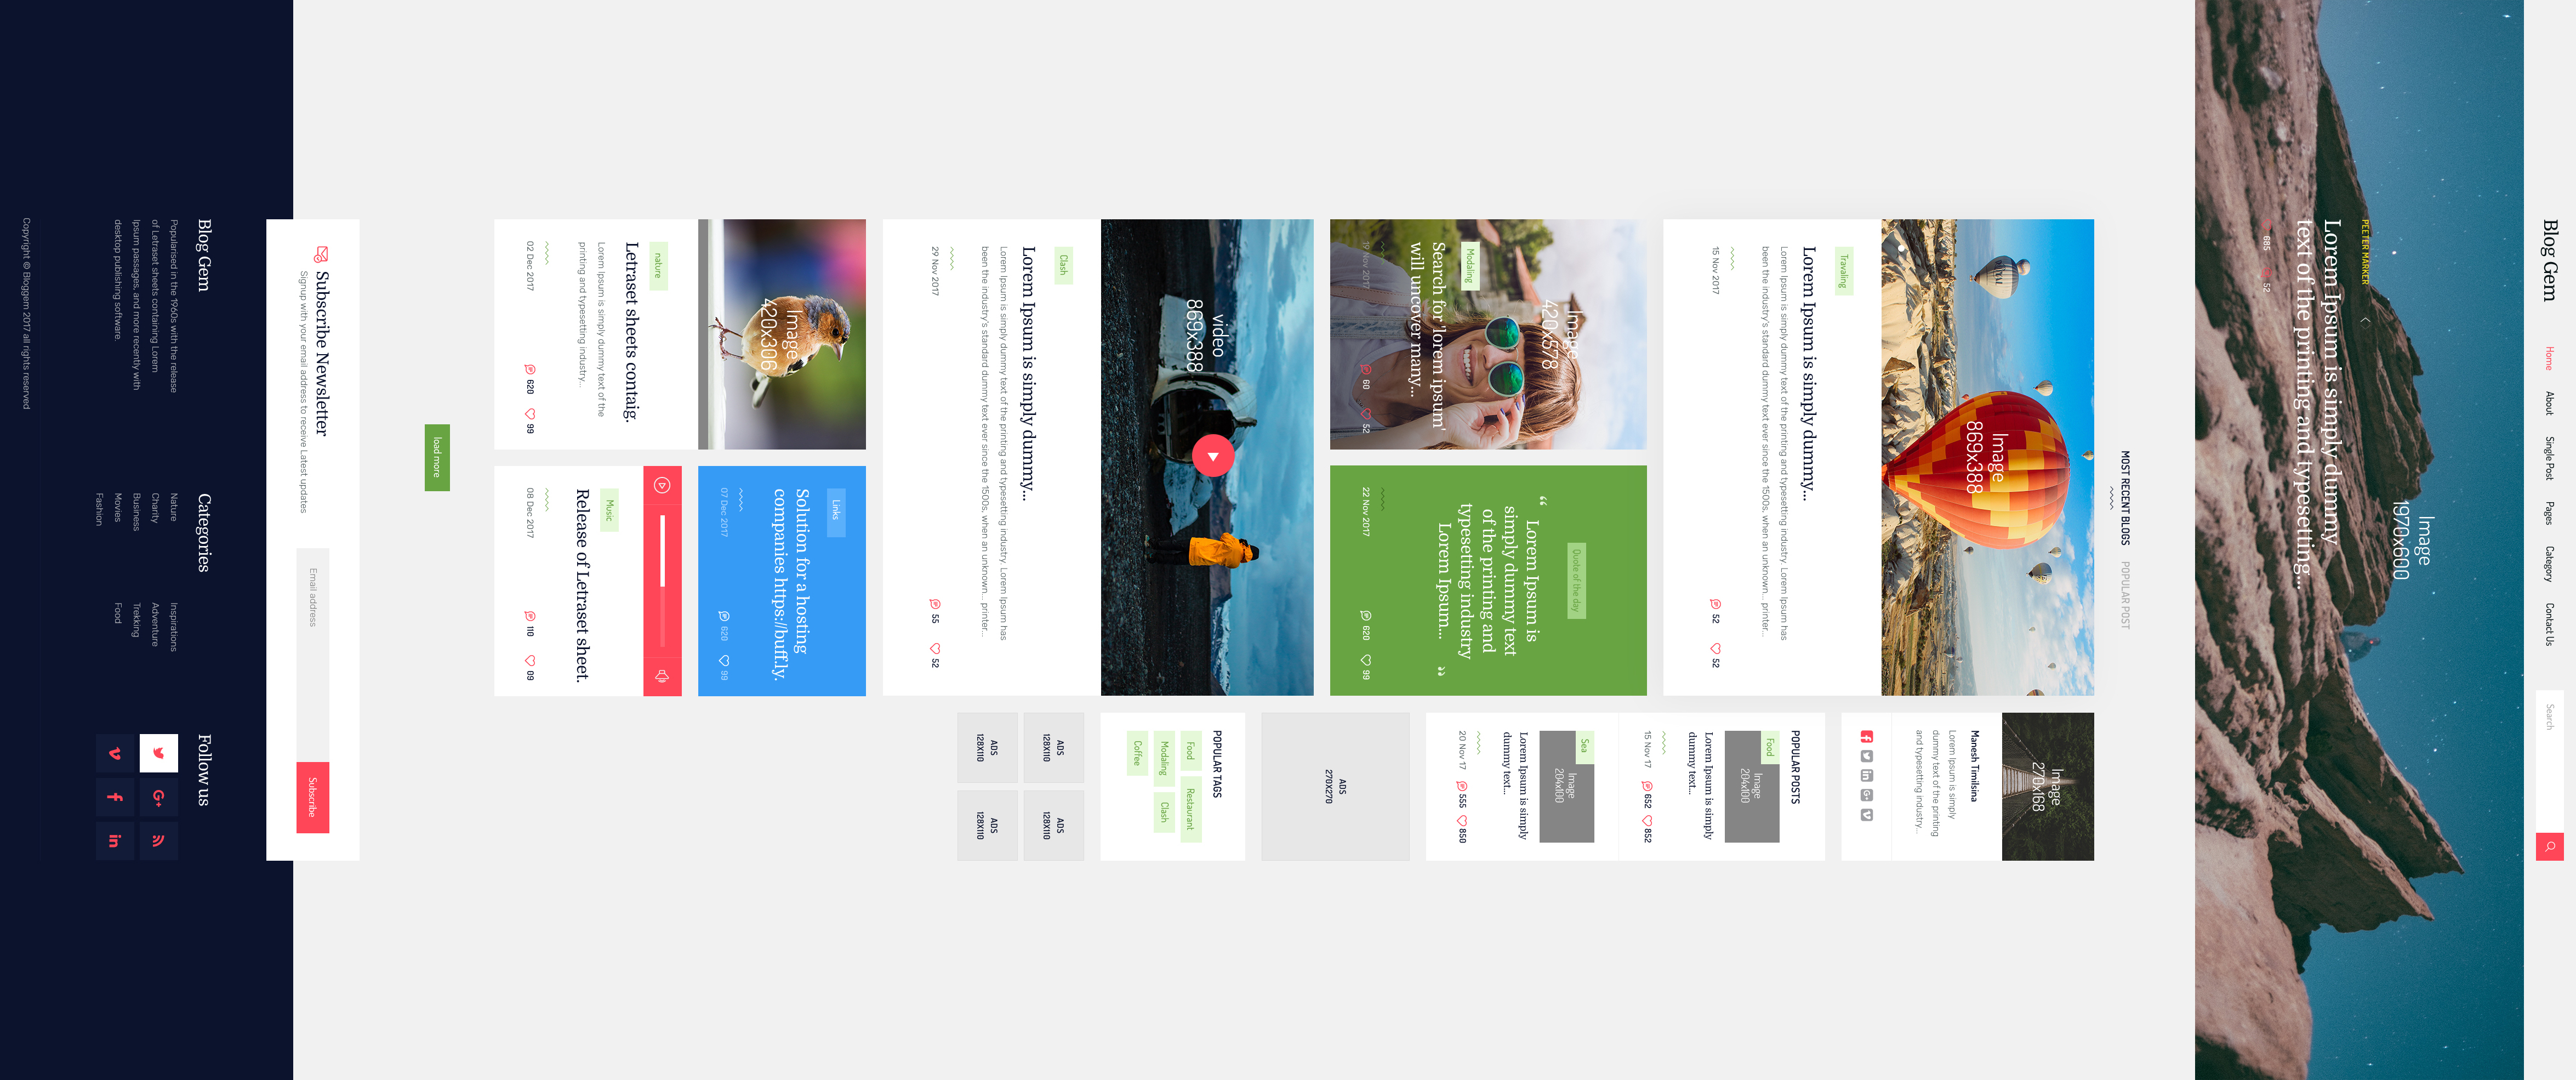 Blog Gem
Home
About
Single Post
Pages
Category
Contact Us
Search
Image
1970x600
PEETER MARKER
Lorem Ipsum is simply dummy
text of the printing and typesetting...
685
52
MOST RECENT BLOGS
POPULAR POST
Image
869x388
Travaling
Lorem Ipsum is simply dummy...
Lorem Ipsum is simply dummy text of the printing and typesetting industry. Lorem Ipsum has
been the industry's standard dummy text ever since the 1500s, when an unknown... printer...
15 Nov 2017
52
52
Image
420x578
Modaling
Search for 'lorem ipsum'
will uncover many...
19 Nov 2017
60
52
Quote of the day
“ Lorem Ipsum is
simply dummy text
of the printing and
typesetting industry
Lorem Ipsum... ”
22 Nov 2017
620
99
video
869x388
Clash
Lorem Ipsum is simply dummy...
Lorem Ipsum is simply dummy text of the printing and typesetting industry. Lorem Ipsum has
been the industry's standard dummy text ever since the 1500s, when an unknown... printer...
29 Nov 2017
55
52
Image
420x306
nature
Letraset sheets contaig.
Lorem Ipsum is simply dummy text of the
printing and typesetting industry...
02 Dec 2017
620
99
Links
Solution for a hosting
companies https://buff.ly.
07 Dec 2017
620
99
Music
Release of Letraset sheet.
08 Dec 2017
110
09
load more
Image
270x168
Manesh Timilsina
Lorem Ipsum is simply
dummy text of the printing
and typesetting industry...
POPULAR POSTS
Food
Image
204x100
Lorem Ipsum is simply
dummy text...
15 Nov 17
652
852
Sea
Image
204x100
Lorem Ipsum is simply
dummy text...
20 Nov 17
555
850
ADS
270X270
POPULAR TAGS
Food
Restaurant
Modaling
Clash
Coffee
ADS
128X110
ADS
128X110
ADS
128X110
ADS
128X110
Subscribe Newsletter
Signup with your email address to receive Latest updates
Email address
Subscribe
Blog Gem
Popularised in the 1960s with the release
of Letraset sheets containing Lorem
Ipsum passages, and more recently with
desktop publishing software.
Categories
Nature
Charity
Business
Movies
Fashion
Inspirations
Adventure
Trekking
Food
Follow us
Copyright © Bloggem 2017 all rights reserved